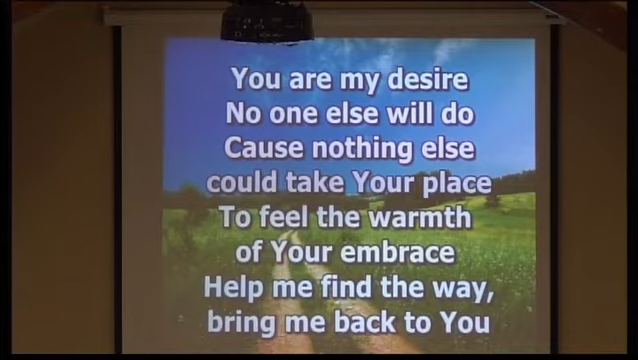 You are my desire
No one else will do
Cause nothing else
could take Your place
To feel the warmth
of Your embrace
Help me find the way,
bring me back to You